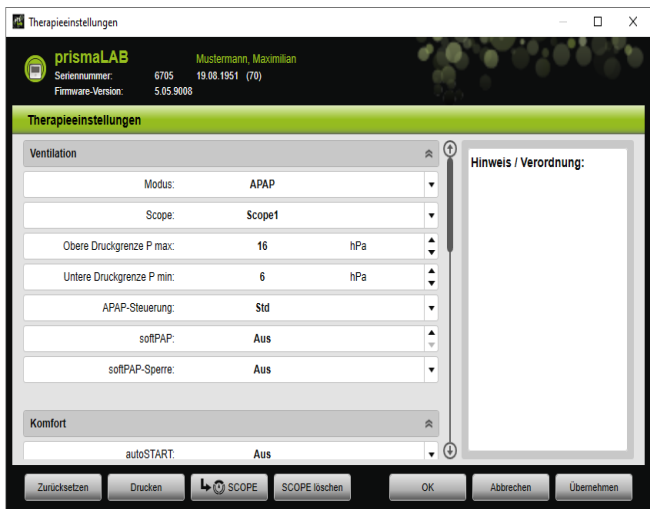 Therapieeinstellungen
prismaLAB Mustermann, Maximilian
Seriennummer: 6705 19.08.1951 (70)
Firmware-Version: 5.05.9008
Therapieeinstellungen
Ventilation
Hinweis / Verordnung:
Modus: APAP
Scope: Scope1
Obere Druckgrenze P max: 16 hPa
Untere Druckgrenze P min: 6 hPa
APAP-Steuerung: Std
softPAP: Aus
softPAP-Sperre: Aus
Komfort
autoSTART: Aus
Zurücksetzen Drucken SCOPE SCOPE löschen OK Abbrechen Übernehmen